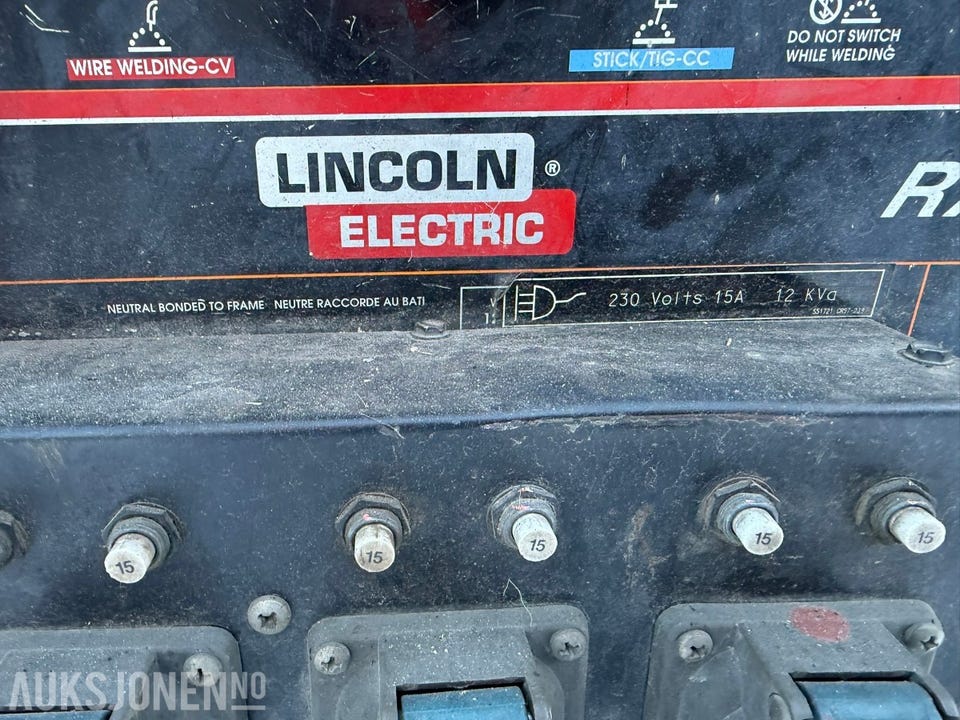 WIRE WELDING-CV
STICK/TIG-CC
DO NOT SWITCH
WHILE WELDING
LINCOLN
®
ELECTRIC
NEUTRAL BONDED TO FRAME NEUTRE RACCORDE AU BATI
230 Volts 15A 12 KVa
15
15
15
15
15
AUKSJONEN.NO